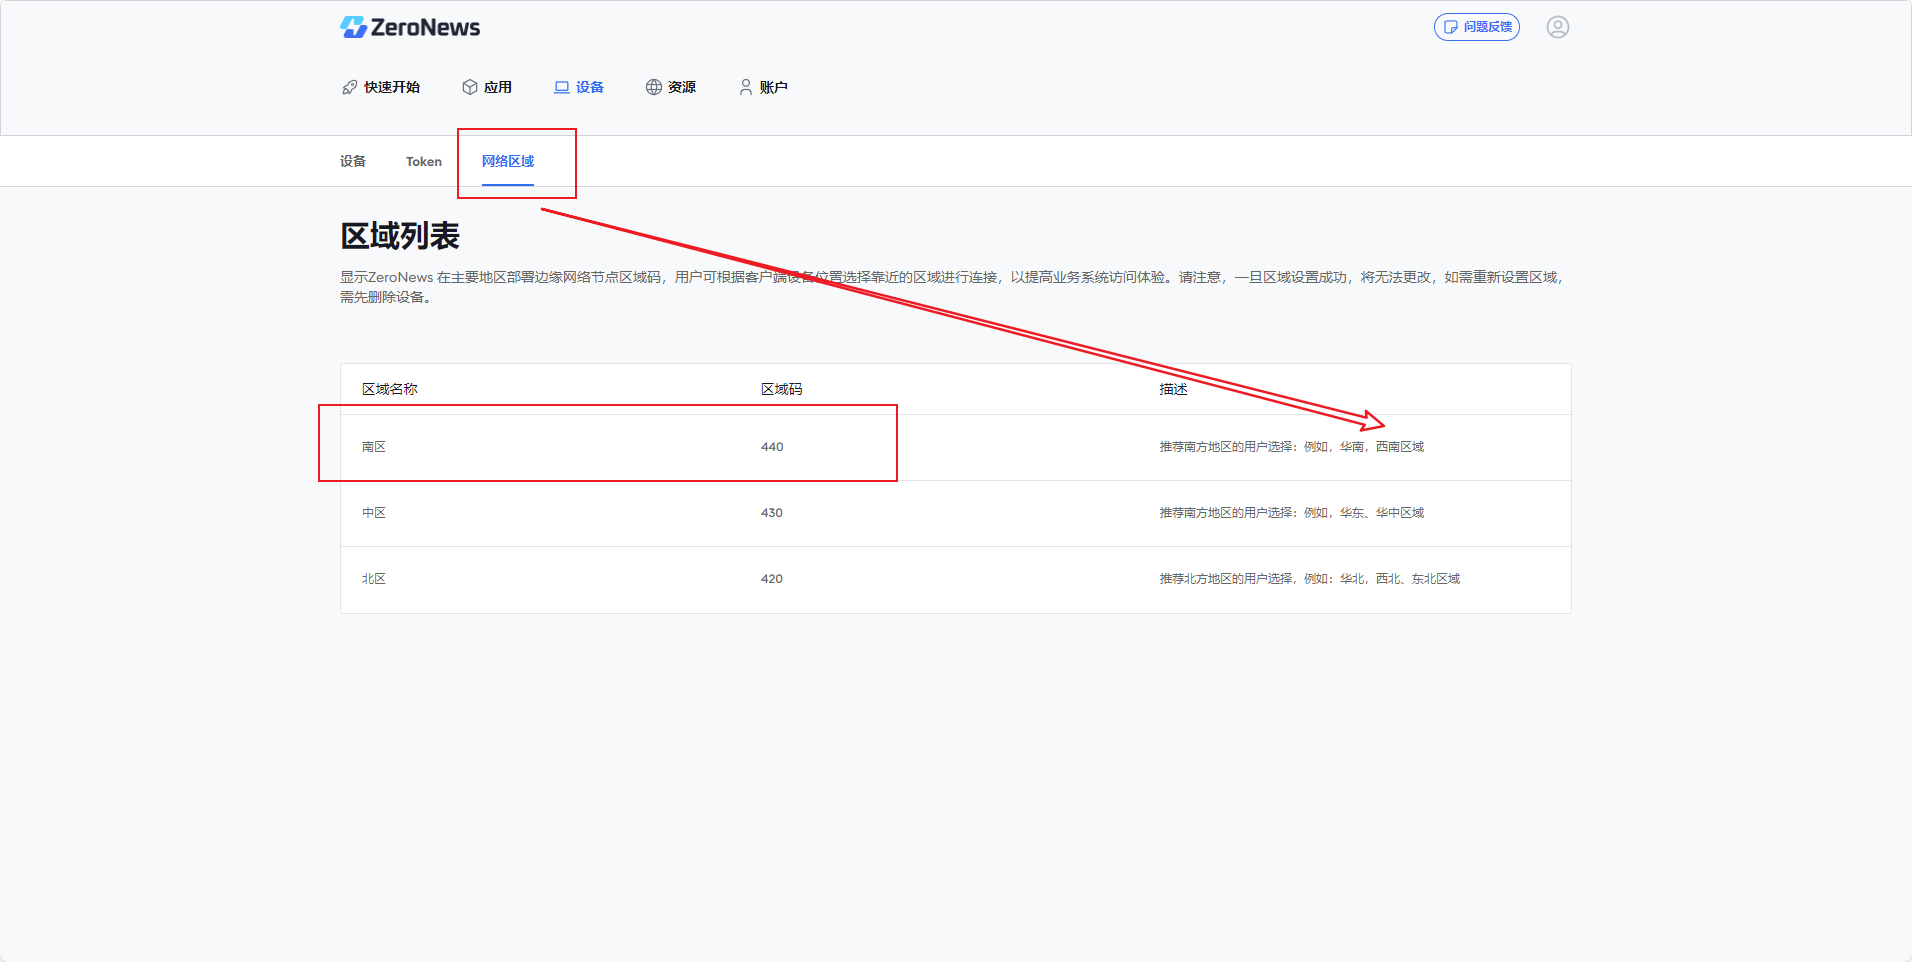 ZeroNews
问题反馈
快速开始 应用 设备 资源 账户
设备 Token 网络区域
区域列表
显示ZeroNews 在主要地区部署边缘网络节点区域码，用户可根据客户端设备位置选择靠近的区域进行连接，以提高业务系统访问体验。请注意，一旦区域设置成功，将无法更改，如需重新设置区域，
需先删除设备。
区域名称 区域码 描述
南区 440 推荐南方地区的用户选择：例如，华南，西南区域
中区 430 推荐南方地区的用户选择：例如，华东、华中区域
北区 420 推荐北方地区的用户选择，例如：华北，西北、东北区域